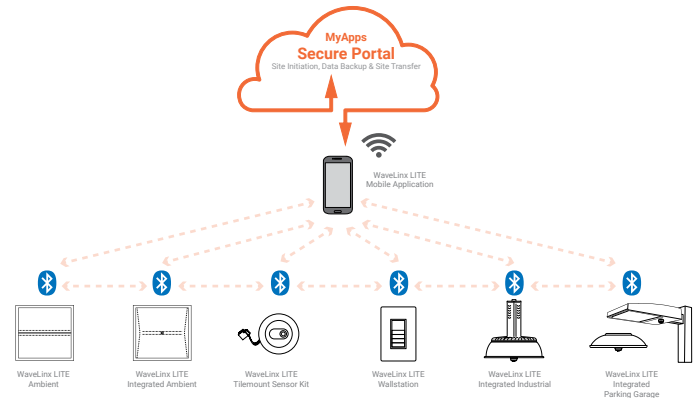 MyApps
Secure Portal
Site Initiation, Data Backup & Site Transfer
WaveLinx LITE
Mobile Application
WaveLinx LITE
Ambient
WaveLinx LITE
Integrated Ambient
WaveLinx LITE
Tilemount Sensor Kit
WaveLinx LITE
Wallstation
WaveLinx LITE
Integrated Industrial
WaveLinx LITE
Integrated
Parking Garage